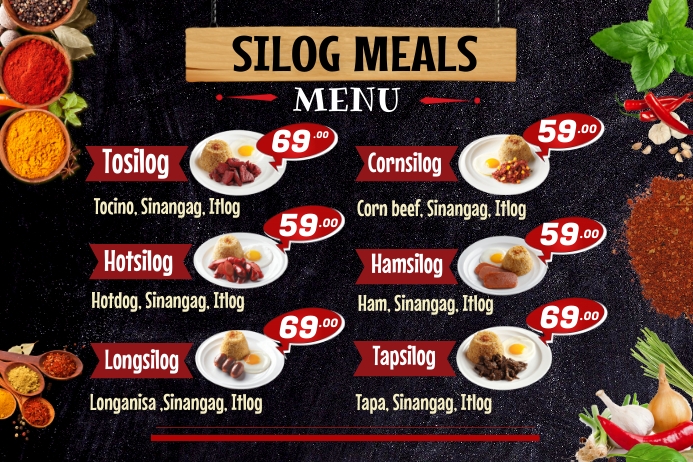 SILOG MEALS
MENU
Tosilog
69.00
Tocino, Sinangag, Itlog
Cornsilog
59.00
Corn beef, Sinangag, Itlog
Hotsilog
59.00
Hotdog, Sinangag, Itlog
Hamsilog
59.00
Ham, Sinangag, Itlog
Longsilog
69.00
Longanisa ,Sinangag, Itlog
Tapsilog
69.00
Tapa, Sinangag, Itlog